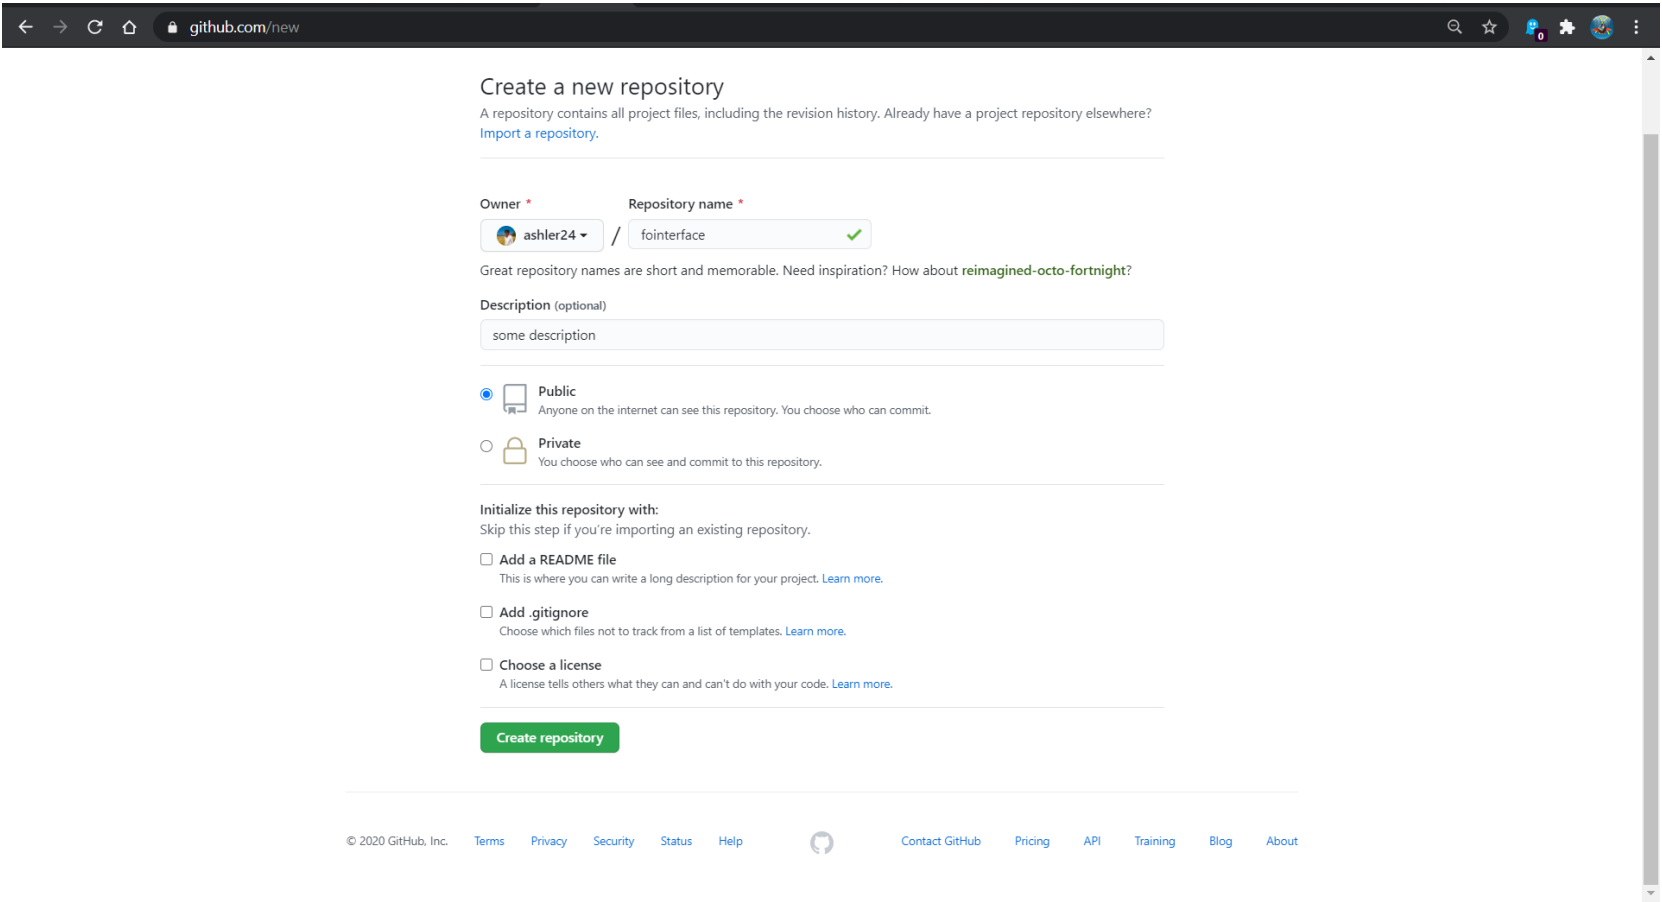 github.com/new
0
Create a new repository
A repository contains all project files, including the revision history. Already have a project repository elsewhere?
Import a repository.
Owner * Repository name *
ashler24 / fointerface
Great repository names are short and memorable. Need inspiration? How about reimagined-octo-fortnight?
Description (optional)
some description
Public
Anyone on the internet can see this repository. You choose who can commit.
Private
You choose who can see and commit to this repository.
Initialize this repository with:
Skip this step if you're importing an existing repository.
Add a README file
This is where you can write a long description for your project. Learn more.
Add .gitignore
Choose which files not to track from a list of templates. Learn more.
Choose a license
A license tells others what they can and can't do with your code. Learn more.
Create repository
© 2020 GitHub, Inc. Terms Privacy Security Status Help Contact GitHub Pricing API Training Blog About